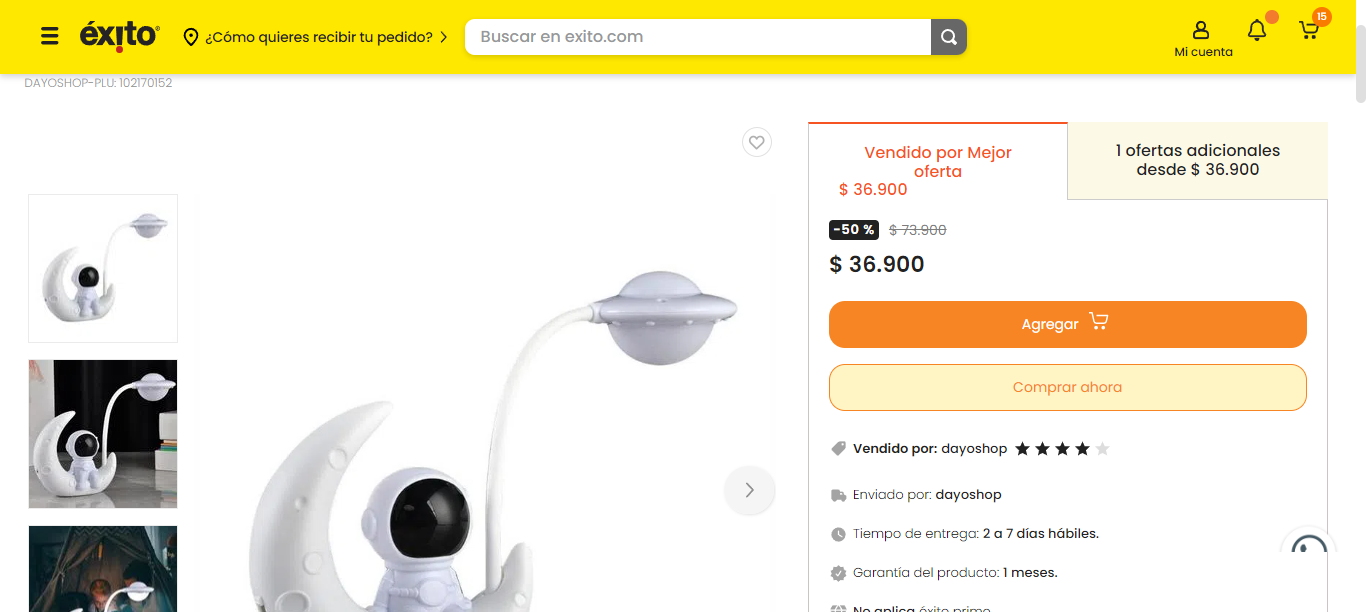 éxito
¿Cómo quieres recibir tu pedido?
Buscar en exito.com
Mi cuenta
15
DAYOSHOP-PLU: 102170152
Vendido por Mejor
oferta
$ 36.900
1 ofertas adicionales
desde $ 36.900
-50 % $ 73.900
$ 36.900
Agregar
Comprar ahora
Vendido por: dayoshop
Enviado por: dayoshop
Tiempo de entrega: 2 a 7 días hábiles.
Garantía del producto: 1 meses.
No aplica éxito primo